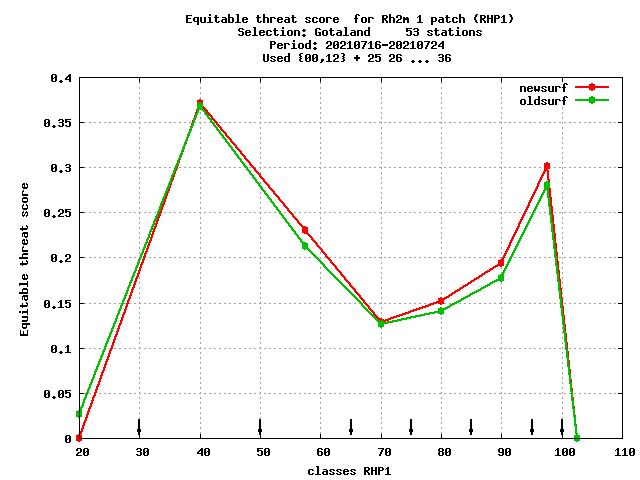 Equitable threat score  for Rh2m 1 patch (RHP1)
Selection: Gotaland     53 stations
Period: 20210716-20210724
Used {00,12} + 25 26 ... 36
newsurf
oldsurf
Equitable threat score
0.4
0.35
0.3
0.25
0.2
0.15
0.1
0.05
0
20 30 40 50 60 70 80 90 100 110
classes RHP1